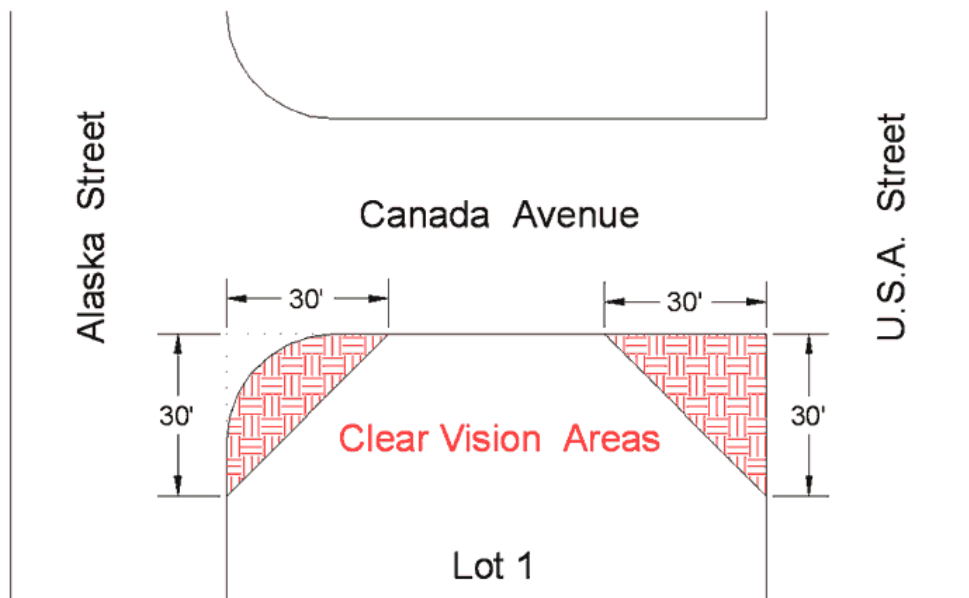 Alaska Street
Canada Avenue
U.S.A. Street
30'
30'
30'
30'
Clear Vision Areas
Lot 1